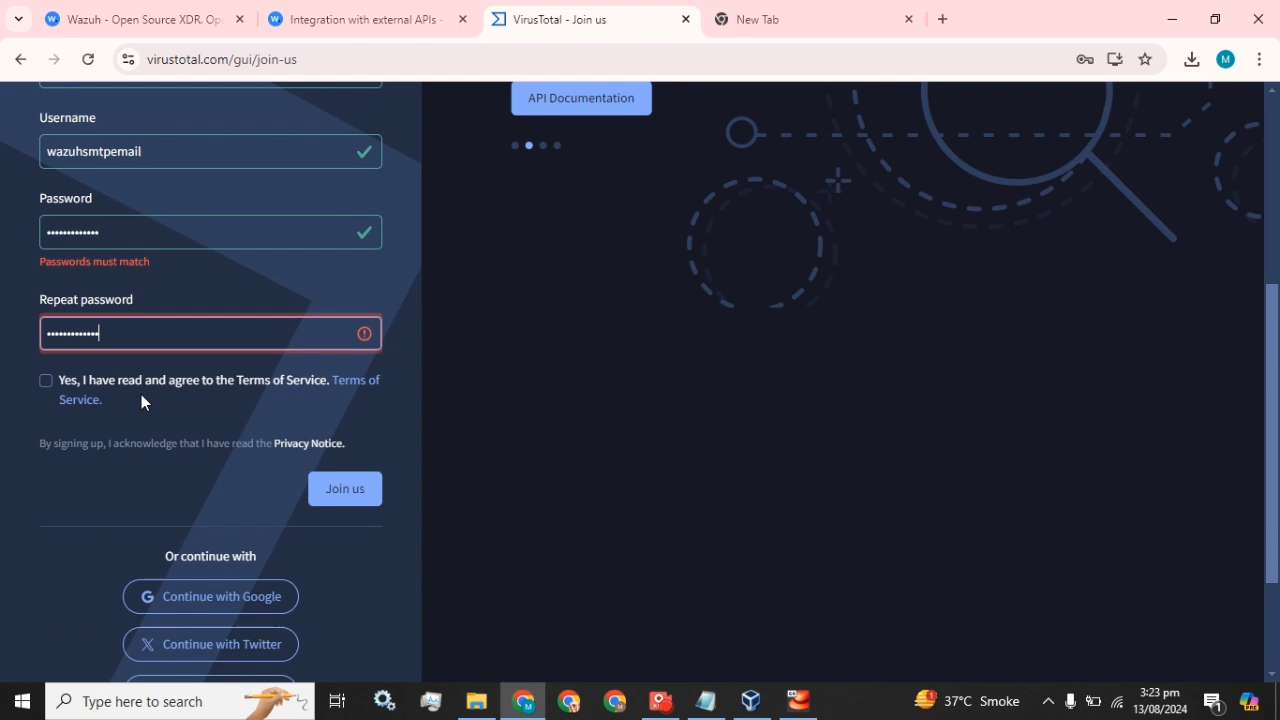 Wazuh - Open Source XDR. Op
Integration with external APIs -
VirusTotal - Join us
New Tab
virustotal.com/gui/join-us
M
API Documentation
Username
wazuhsmtpemail
Password
•••••••••••••
Passwords must match
Repeat password
•••••••••••••
Yes, I have read and agree to the Terms of Service. Terms of
Service.
By signing up, I acknowledge that I have read the Privacy Notice.
Join us
Or continue with
Continue with Google
Continue with Twitter
Type here to search
37°C Smoke
3:23 pm
13/08/2024